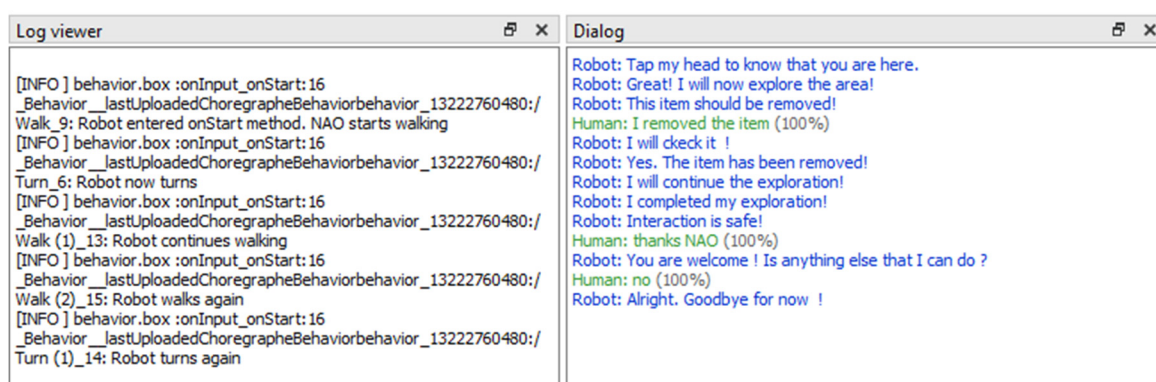 Log viewer
[INFO ] behavior.box :onInput_onStart:16
_Behavior__lastUploadedChoregrapheBehaviorbehavior_13222760480:/
Walk_9: Robot entered onStart method. NAO starts walking
[INFO ] behavior.box :onInput_onStart:16
_Behavior__lastUploadedChoregrapheBehaviorbehavior_13222760480:/
Turn_6: Robot now turns
[INFO ] behavior.box :onInput_onStart:16
_Behavior__lastUploadedChoregrapheBehaviorbehavior_13222760480:/
Walk (1)_13: Robot continues walking
[INFO ] behavior.box :onInput_onStart:16
_Behavior__lastUploadedChoregrapheBehaviorbehavior_13222760480:/
Walk (2)_15: Robot walks again
[INFO ] behavior.box :onInput_onStart:16
_Behavior__lastUploadedChoregrapheBehaviorbehavior_13222760480:/
Turn (1)_14: Robot turns again
Dialog
Robot: Tap my head to know that you are here.
Robot: Great! I will now explore the area!
Robot: This item should be removed!
Human: I removed the item (100%)
Robot: I will ckeck it !
Robot: Yes. The item has been removed!
Robot: I will continue the exploration!
Robot: I completed my exploration!
Robot: Interaction is safe!
Human: thanks NAO (100%)
Robot: You are welcome ! Is anything else that I can do ?
Human: no (100%)
Robot: Alright. Goodbye for now !